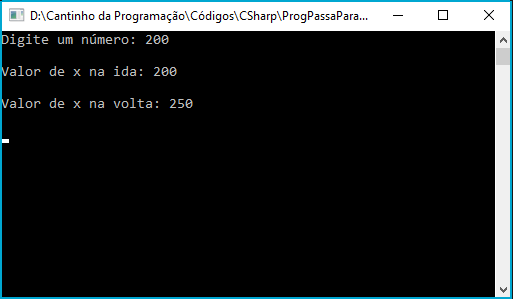 D:\Cantinho da Programação\Códigos\CSharp\ProgPassaPara...
Digite um número: 200
Valor de x na ida: 200
Valor de x na volta: 250